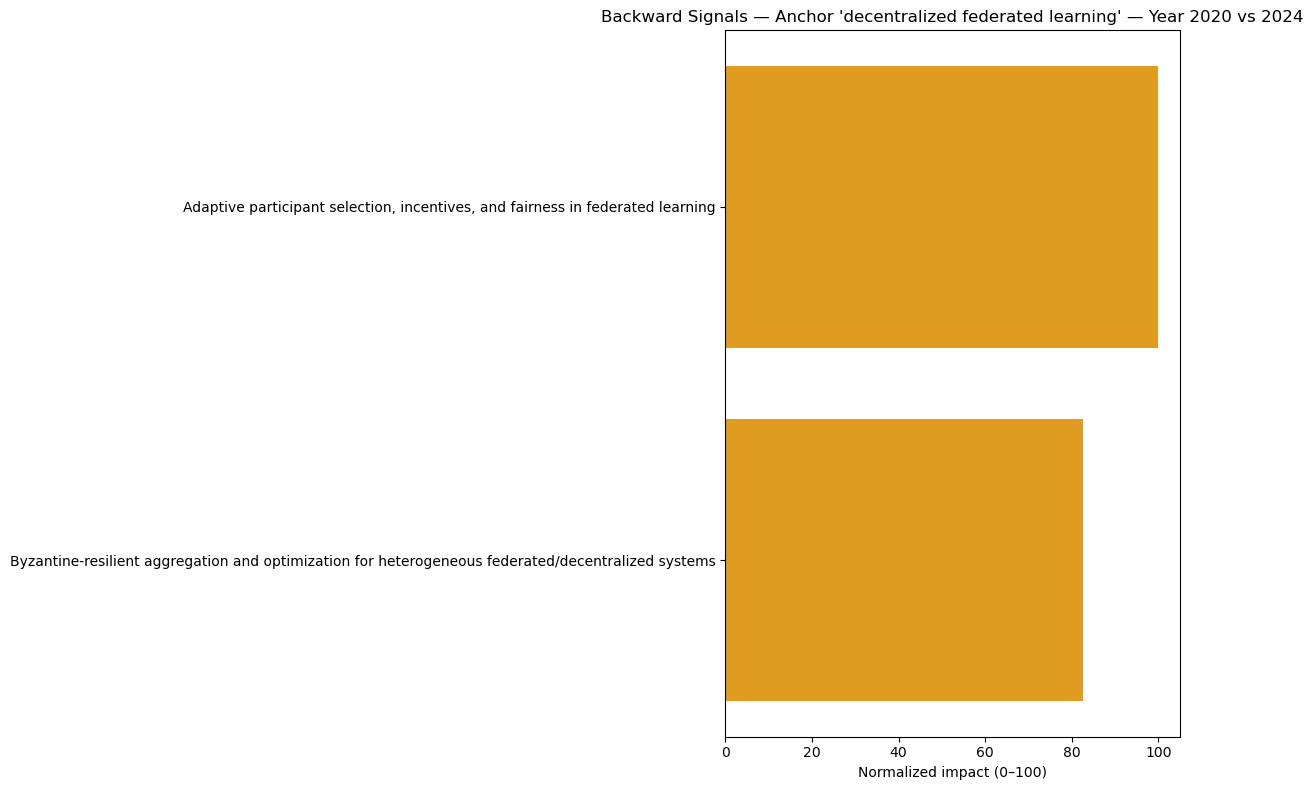 Backward Signals — Anchor 'decentralized federated learning' — Year 2020 vs 2024
Adaptive participant selection, incentives, and fairness in federated learning
Byzantine-resilient aggregation and optimization for heterogeneous federated/decentralized systems
0 20 40 60 80 100
Normalized impact (0–100)